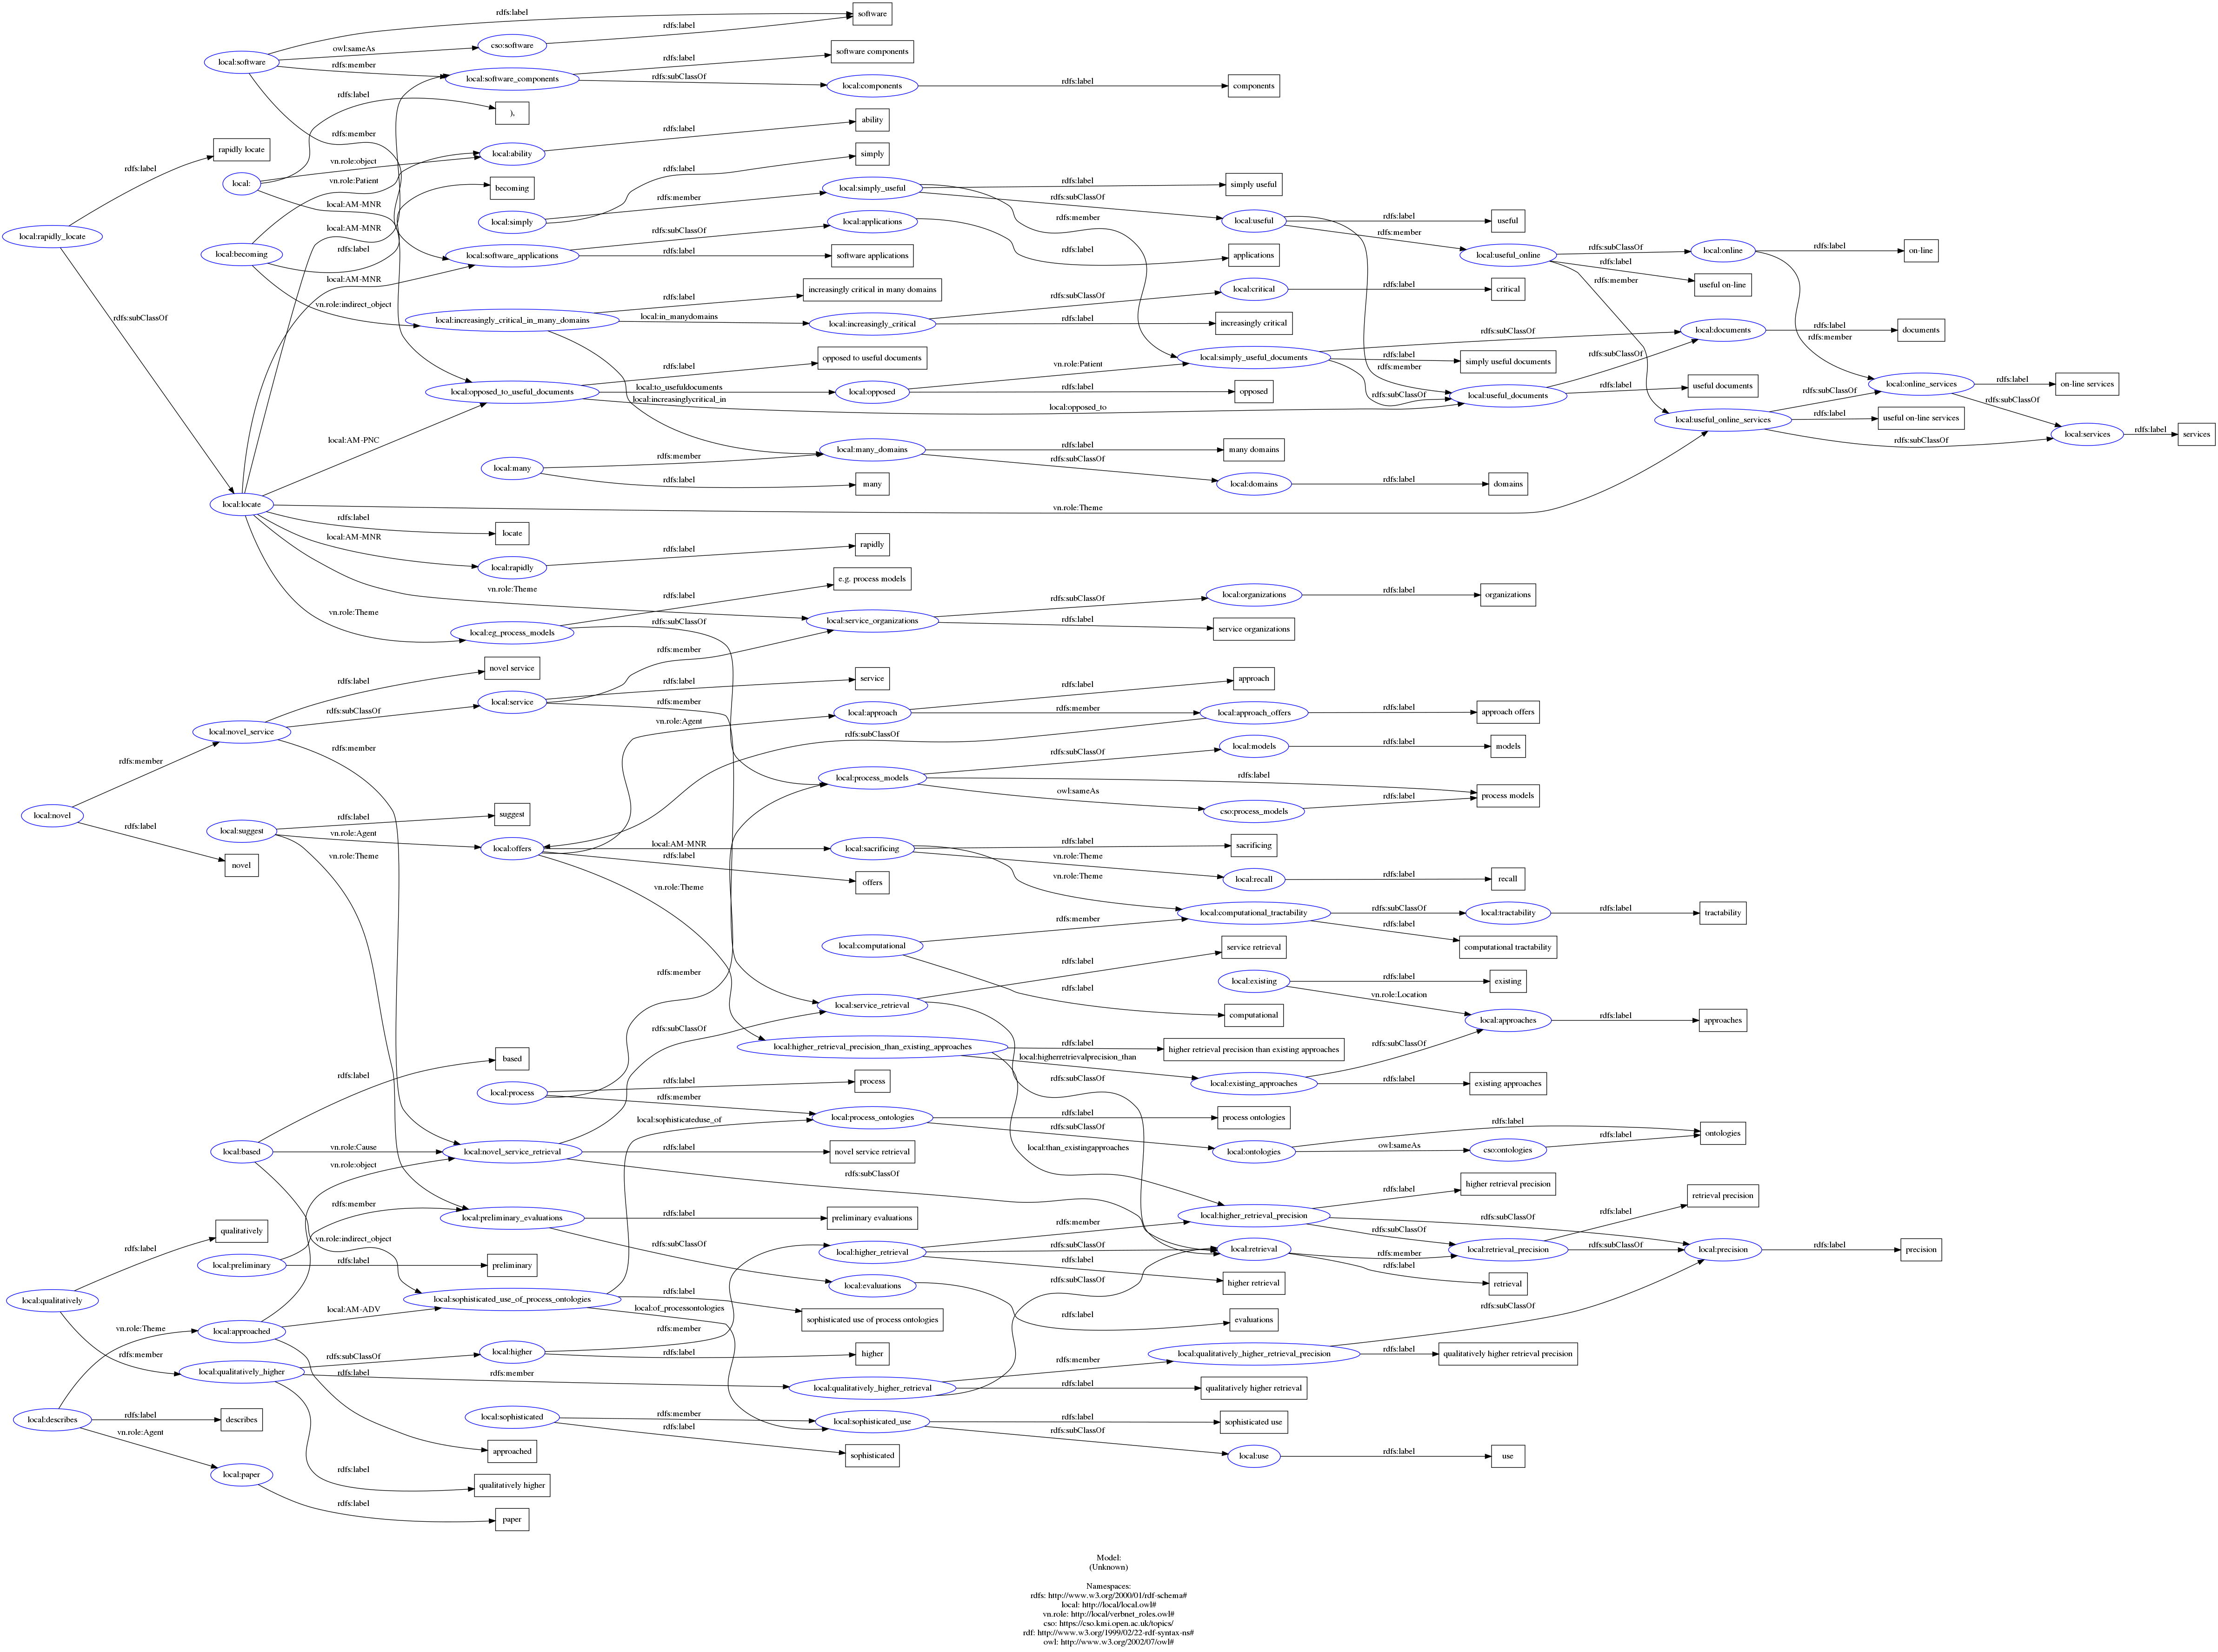 rdfs:label
software
local:software
owl:sameAs
cso:software
rdfs:label
rdfs:member
local:software_components
rdfs:label
software components
rdfs:subClassOf
local:components
rdfs:label
components
rdfs:label
),
rdfs:member
local:ability
rdfs:label
ability
rapidly locate
rdfs:label
local:
vn.role:object
vn.role:Patient
local:AM-MNR
becoming
rdfs:label
simply
local:simply
rdfs:member
local:simply_useful
rdfs:label
simply useful
rdfs:subClassOf
rdfs:member
local:useful
rdfs:label
useful
rdfs:member
local:rapidly_locate
local:AM-MNR
rdfs:label
local:becoming
local:software_applications
rdfs:subClassOf
local:applications
rdfs:label
software applications
rdfs:label
applications
local:useful_online
rdfs:subClassOf
local:online
rdfs:label
on-line
rdfs:label
useful on-line
rdfs:member
local:AM-MNR
vn.role:indirect_object
rdfs:subClassOf
local:increasingly_critical_in_many_domains
rdfs:label
increasingly critical in many domains
local:in_manydomains
local:increasingly_critical
rdfs:subClassOf
local:critical
rdfs:label
critical
rdfs:label
increasingly critical
rdfs:subClassOf
local:documents
rdfs:label
documents
rdfs:member
local:simply_useful_documents
rdfs:label
simply useful documents
rdfs:subClassOf
rdfs:member
rdfs:label
opposed to useful documents
local:opposed_to_useful_documents
local:to_usefuldocuments
local:increasinglycritical_in
local:opposed
vn.role:Patient
rdfs:label
opposed
local:opposed_to
rdfs:subClassOf
local:useful_documents
rdfs:label
useful documents
local:useful_online_services
rdfs:subClassOf
local:online_services
rdfs:label
on-line services
rdfs:label
useful on-line services
rdfs:subClassOf
rdfs:subClassOf
local:services
rdfs:label
services
local:AM-PNC
local:many
rdfs:member
local:many_domains
rdfs:label
many domains
rdfs:subClassOf
rdfs:label
many
local:domains
rdfs:label
domains
local:locate
vn.role:Theme
rdfs:label
locate
local:AM-MNR
local:rapidly
rdfs:label
rapidly
vn.role:Theme
vn.role:Theme
local:eg_process_models
rdfs:label
e.g. process models
rdfs:subClassOf
local:service_organizations
rdfs:subClassOf
local:organizations
rdfs:label
organizations
rdfs:label
service organizations
rdfs:member
novel service
rdfs:label
local:novel_service
rdfs:subClassOf
local:service
rdfs:label
service
rdfs:member
rdfs:member
vn.role:Agent
local:approach
rdfs:label
approach
rdfs:member
local:approach_offers
rdfs:label
approach offers
rdfs:subClassOf
rdfs:member
local:process_models
rdfs:subClassOf
local:models
rdfs:label
models
rdfs:label
process models
owl:sameAs
cso:process_models
rdfs:label
local:novel
rdfs:label
novel
local:suggest
rdfs:label
suggest
vn.role:Agent
vn.role:Theme
local:offers
local:AM-MNR
rdfs:label
offers
vn.role:Theme
local:sacrificing
rdfs:label
sacrificing
vn.role:Theme
local:recall
rdfs:label
recall
vn.role:Theme
local:computational_tractability
rdfs:subClassOf
local:tractability
rdfs:label
tractability
rdfs:label
computational tractability
local:computational
rdfs:member
rdfs:label
computational
service retrieval
rdfs:label
rdfs:member
local:service_retrieval
local:existing
rdfs:label
existing
vn.role:Location
local:approaches
rdfs:label
approaches
rdfs:subClassOf
local:higher_retrieval_precision_than_existing_approaches
rdfs:label
higher retrieval precision than existing approaches
local:higherretrievalprecision_than
rdfs:subClassOf
rdfs:subClassOf
local:existing_approaches
rdfs:label
existing approaches
based
rdfs:label
local:process
rdfs:label
process
rdfs:member
local:process_ontologies
rdfs:label
process ontologies
rdfs:subClassOf
local:ontologies
rdfs:label
ontologies
owl:sameAs
cso:ontologies
rdfs:label
local:sophisticateduse_of
local:based
vn.role:Cause
vn.role:object
local:novel_service_retrieval
rdfs:label
novel service retrieval
rdfs:subClassOf
local:than_existingapproaches
rdfs:member
local:preliminary_evaluations
rdfs:label
preliminary evaluations
rdfs:subClassOf
vn.role:indirect_object
qualitatively
rdfs:label
local:preliminary
rdfs:label
preliminary
local:higher_retrieval_precision
rdfs:label
higher retrieval precision
rdfs:subClassOf
rdfs:subClassOf
local:higher_retrieval
rdfs:member
rdfs:subClassOf
rdfs:label
higher retrieval
local:retrieval
rdfs:member
local:retrieval_precision
rdfs:label
retrieval precision
rdfs:subClassOf
local:precision
rdfs:label
precision
rdfs:label
retrieval
local:evaluations
rdfs:label
evaluations
rdfs:subClassOf
local:qualitatively
local:sophisticated_use_of_process_ontologies
rdfs:label
sophisticated use of process ontologies
local:of_processontologies
local:AM-ADV
vn.role:Theme
local:approached
rdfs:member
rdfs:member
local:higher
rdfs:label
higher
local:qualitatively_higher
rdfs:subClassOf
rdfs:label
rdfs:member
local:qualitatively_higher_retrieval
rdfs:member
local:qualitatively_higher_retrieval_precision
rdfs:subClassOf
rdfs:label
qualitatively higher retrieval precision
rdfs:label
qualitatively higher retrieval
local:describes
rdfs:label
describes
vn.role:Agent
local:sophisticated
rdfs:member
local:sophisticated_use
rdfs:label
sophisticated use
rdfs:subClassOf
local:use
rdfs:label
use
rdfs:label
sophisticated
approached
local:paper
rdfs:label
qualitatively higher
rdfs:label
paper
Model:
(Unknown)
Namespaces:
rdfs: http://www.w3.org/2000/01/rdf-schema#
local: http://local/local.owl#
vn.role: http://local/verbnet_roles.owl#
cso: https://cso.kmi.open.ac.uk/topics/
rdf: http://www.w3.org/1999/02/22-rdf-syntax-ns#
owl: http://www.w3.org/2002/07/owl#